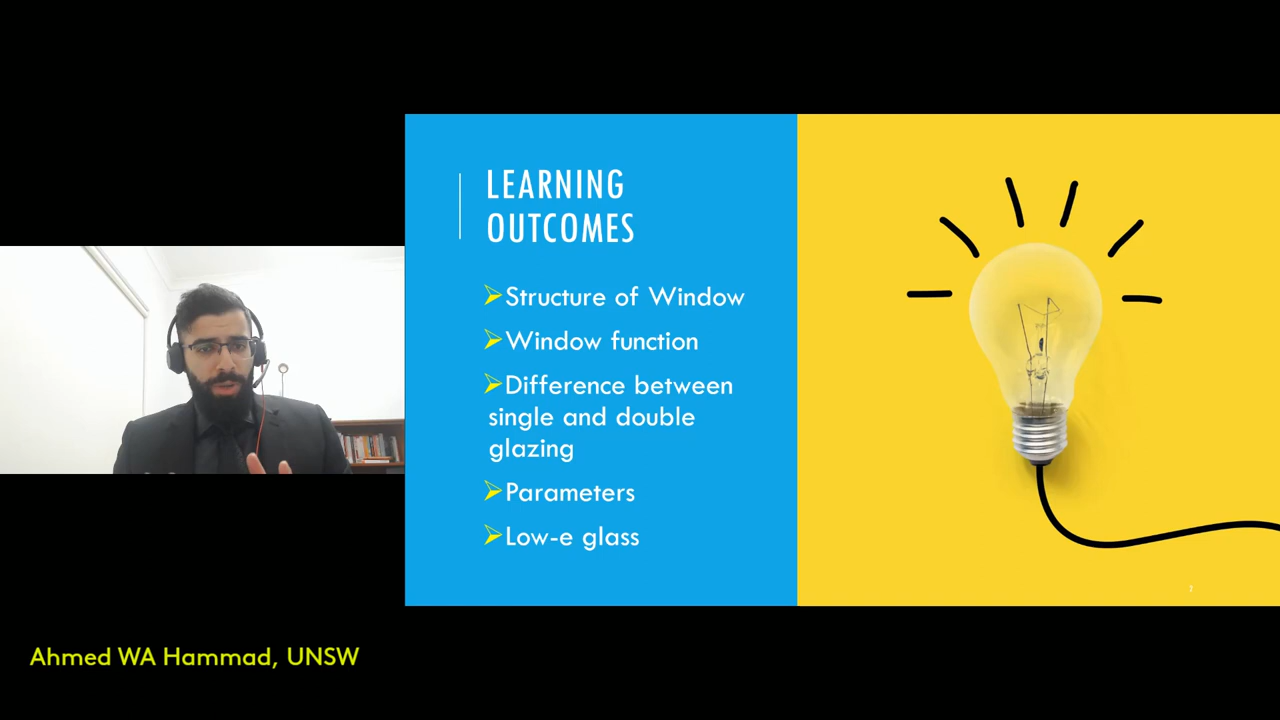 LEARNING
OUTCOMES
➢Structure of Window
➢Window function
➢Difference between
single and double
glazing
➢Parameters
➢Low-e glass
Ahmed WA Hammad, UNSW